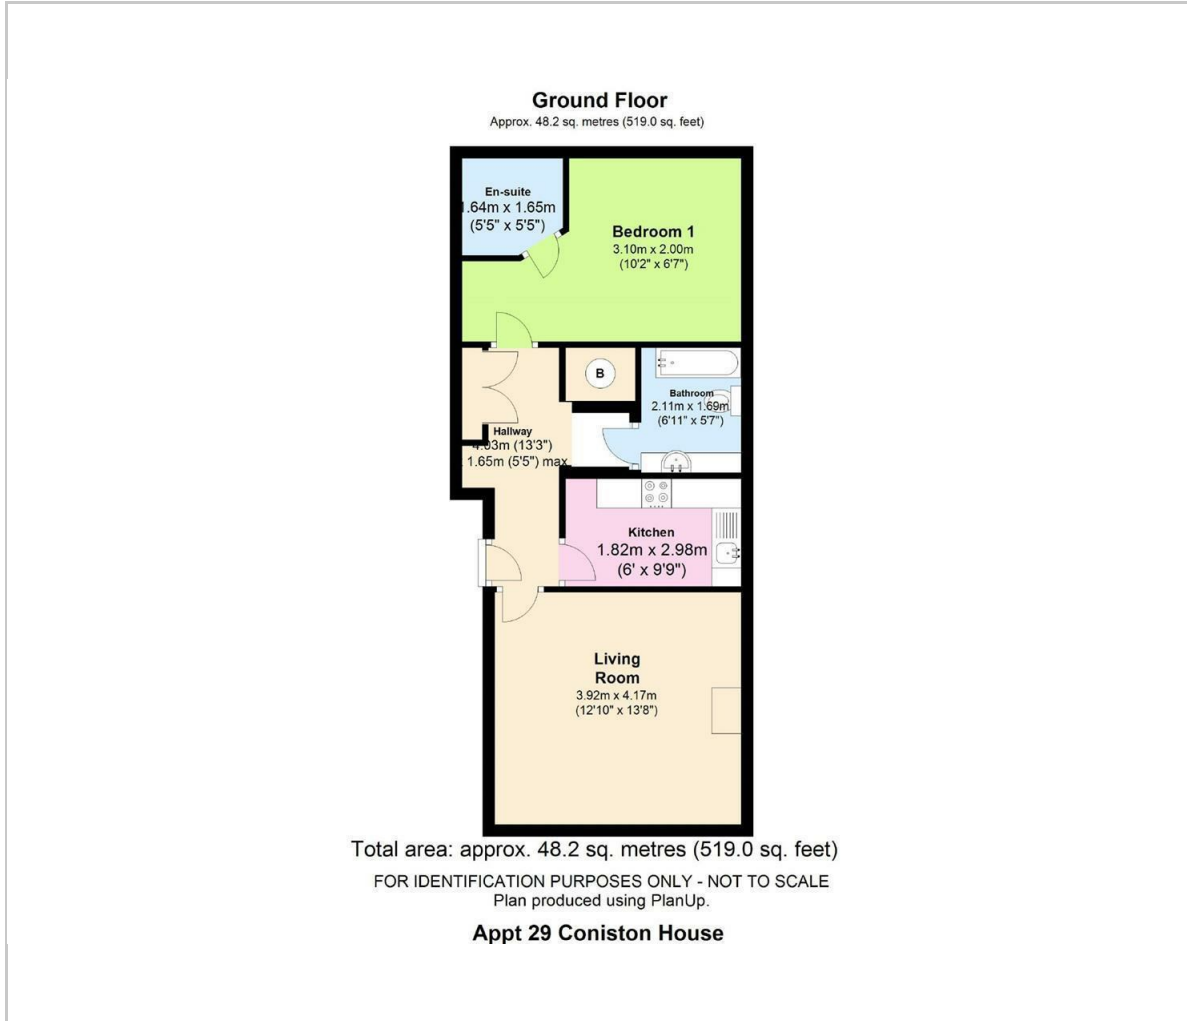 Ground Floor
Approx. 48.2 sq. metres (519.0 sq. feet)
En-suite
1.64m x 1.65m
(5'5" x 5'5")
Bedroom 1
3.10m x 2.00m
(10'2" x 6'7")
B
Bathroom
2.11m x 1.69m
(6'11" x 5'7")
Hallway
4.03m (13'3")
1.65m (5'5") max
Kitchen
1.82m x 2.98m
(6' x 9'9")
Living
Room
3.92m x 4.17m
(12'10" x 13'8")
Total area: approx. 48.2 sq. metres (519.0 sq. feet)
FOR IDENTIFICATION PURPOSES ONLY - NOT TO SCALE
Plan produced using PlanUp.
Appt 29 Coniston House